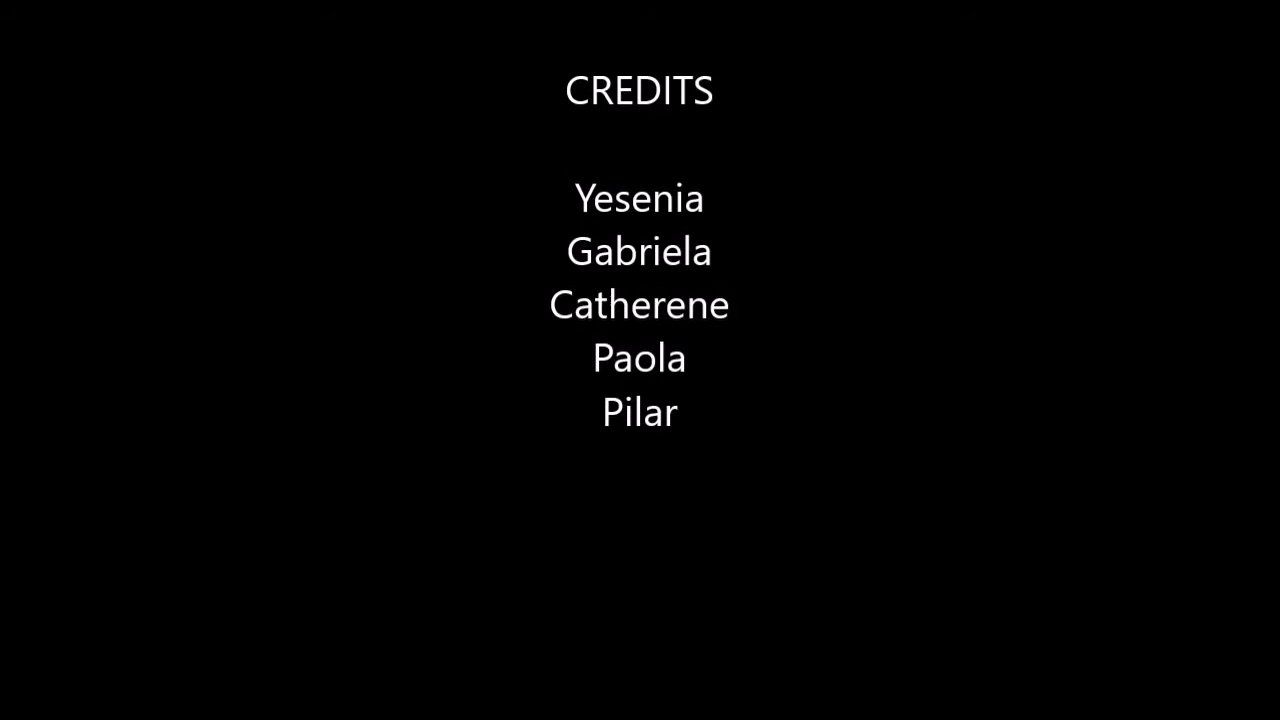 CREDITS
Yesenia
Gabriela
Catherene
Paola
Pilar